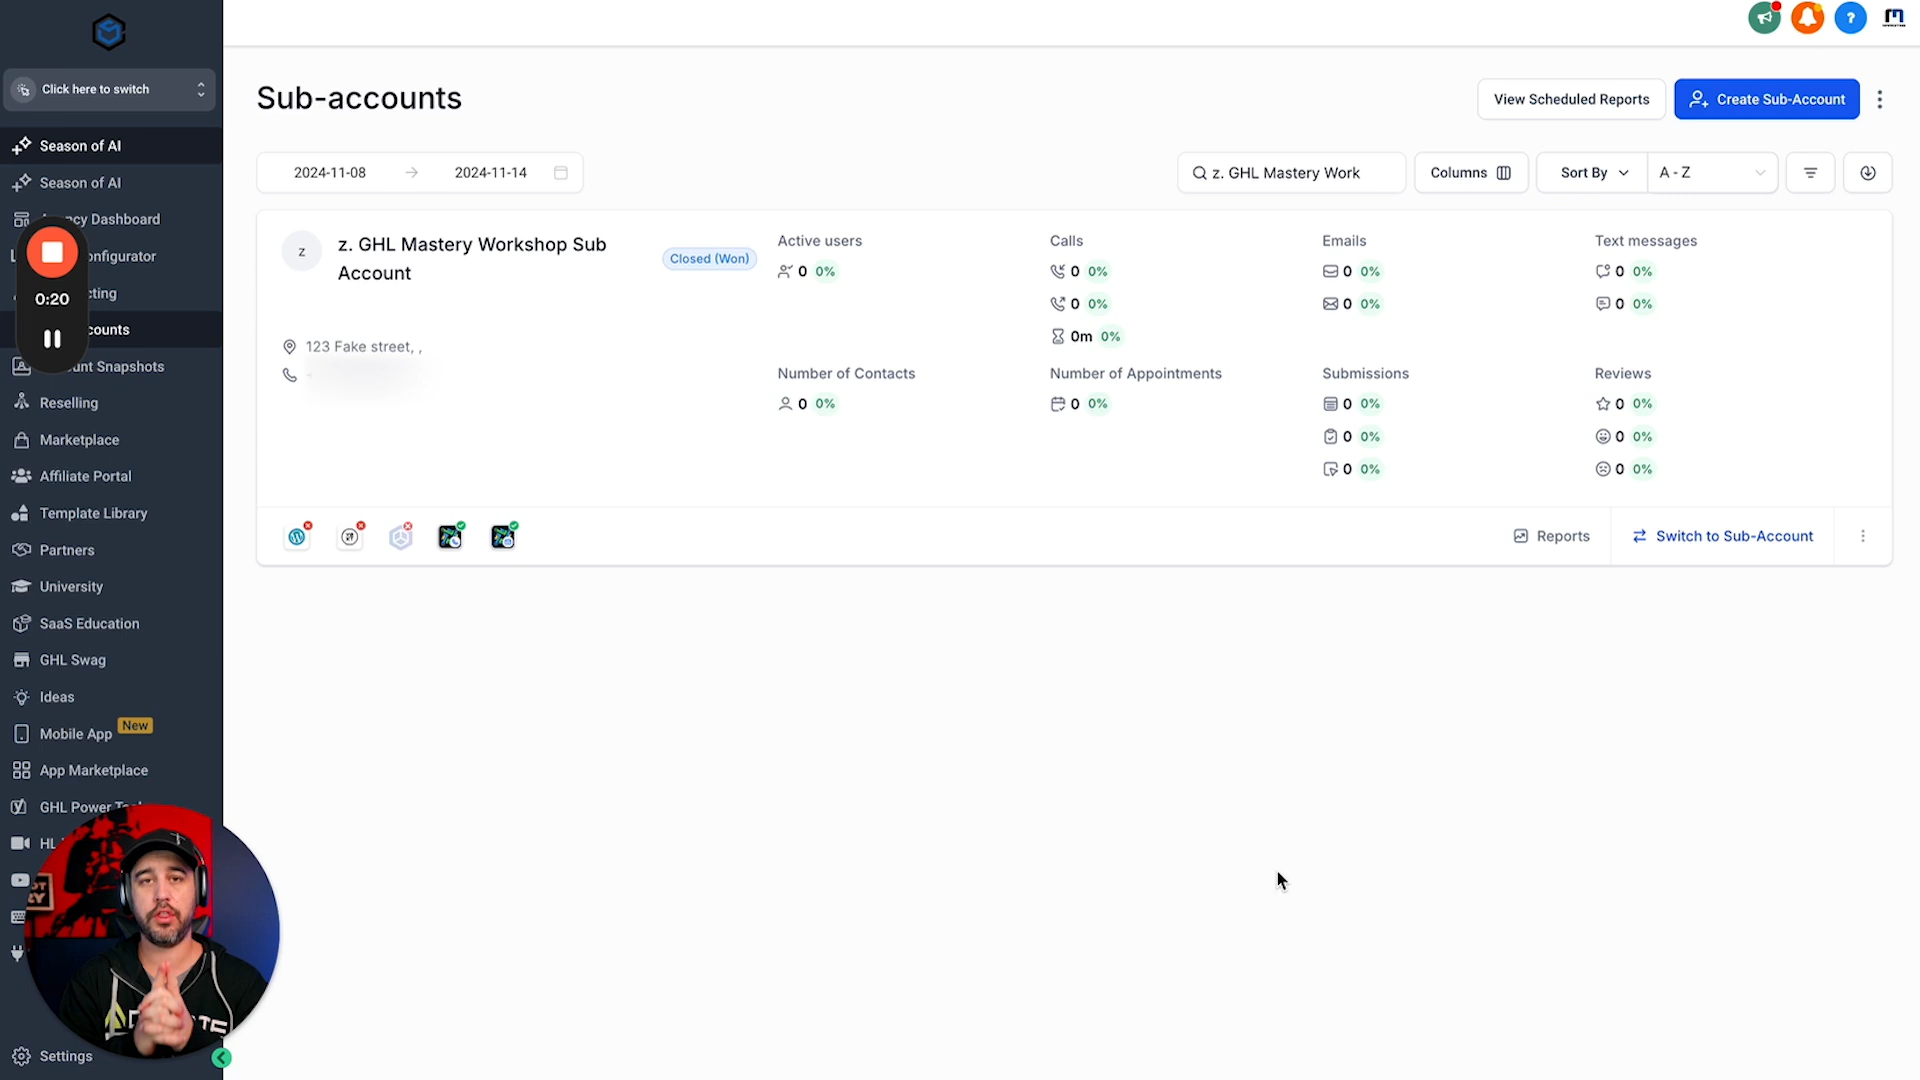 Click here to switch
Season of AI
Season of AI
ncy Dashboard
onfigurator
cting
counts
unt Snapshots
Reselling
Marketplace
Affiliate Portal
Template Library
Partners
University
SaaS Education
GHL Swag
Ideas
Mobile App New
App Marketplace
GHL Power
HL
Settings
0:20
Sub-accounts
View Scheduled Reports
Create Sub-Account
2024-11-08 → 2024-11-14
z. GHL Mastery Work
Columns
Sort By
A - Z
z
z. GHL Mastery Workshop Sub
Account
Closed (Won)
123 Fake street, ,
Active users
0 0%
Calls
0 0%
0 0%
0m 0%
Emails
0 0%
0 0%
Text messages
0 0%
0 0%
Number of Contacts
0 0%
Number of Appointments
0 0%
Submissions
0 0%
0 0%
0 0%
Reviews
0 0%
0 0%
0 0%
Reports
Switch to Sub-Account